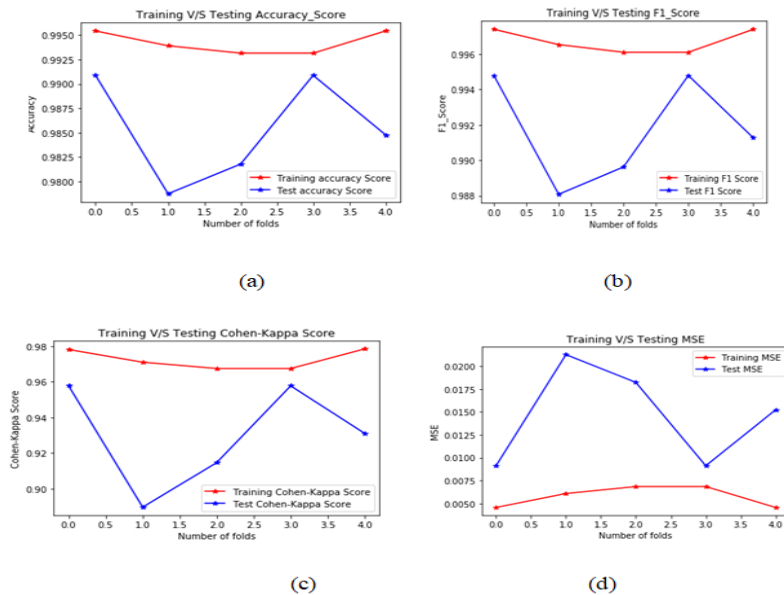 Training V/S Testing Accuracy_Score
0.9950
0.9925
0.9900
0.9875
0.9850
0.9825
0.9800
Accuracy
Training accuracy Score
Test accuracy Score
0.0 0.5 1.0 1.5 2.0 2.5 3.0 3.5 4.0
Number of folds
(a)
Training V/S Testing F1_Score
0.996
0.994
0.992
0.990
0.988
F1_Score
Training F1 Score
Test F1 Score
0.0 0.5 1.0 1.5 2.0 2.5 3.0 3.5 4.0
Number of folds
(b)
Training V/S Testing Cohen-Kappa Score
0.98
0.96
0.94
0.92
0.90
Cohen-Kappa Score
Training Cohen-Kappa Score
Test Cohen-Kappa Score
0.0 0.5 1.0 1.5 2.0 2.5 3.0 3.5 4.0
Number of folds
(c)
Training V/S Testing MSE
0.0200
0.0175
0.0150
0.0125
0.0100
0.0075
0.0050
MSE
Training MSE
Test MSE
0.0 0.5 1.0 1.5 2.0 2.5 3.0 3.5 4.0
Number of folds
(d)